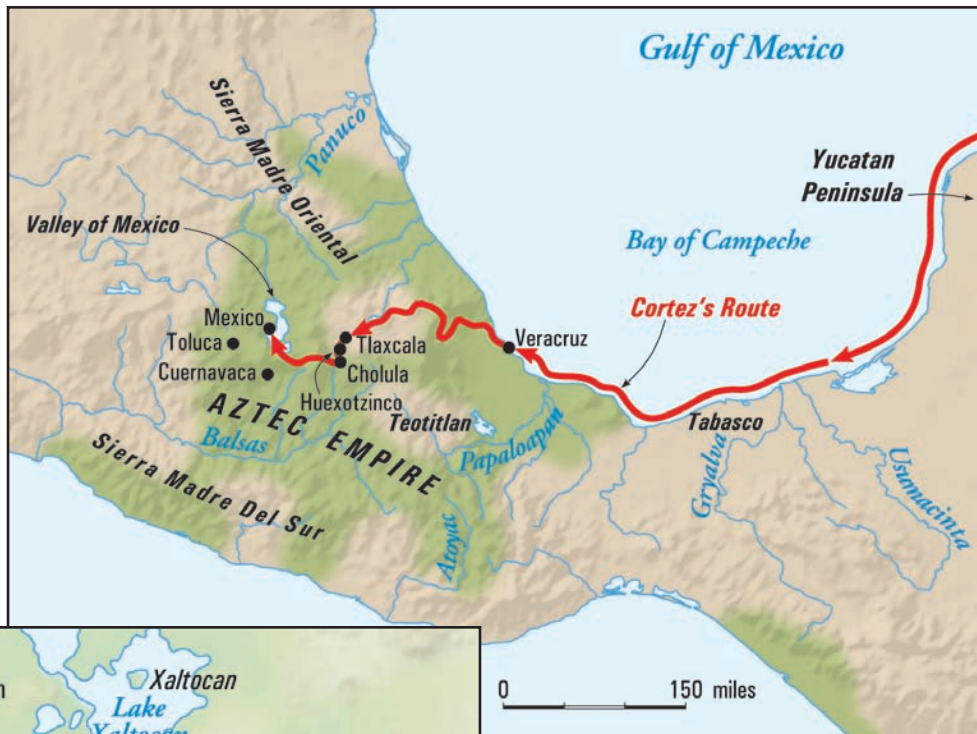 Gulf of Mexico
Sierra Madre Oriental
Panuco
Yucatan
Peninsula
Valley of Mexico
Bay of Campeche
Mexico
Toluca
Cuernavaca
Tlaxcala
Cholula
Huexotzinco
Veracruz
Cortez's Route
AZTEC EMPIRE
Teotitlan
Tabasco
Balsas
Papaloapan
Gryalva
Usumacinta
Sierra Madre Del Sur
Atoyac
0 150 miles
Xaltocan
Lake
Xaltocan